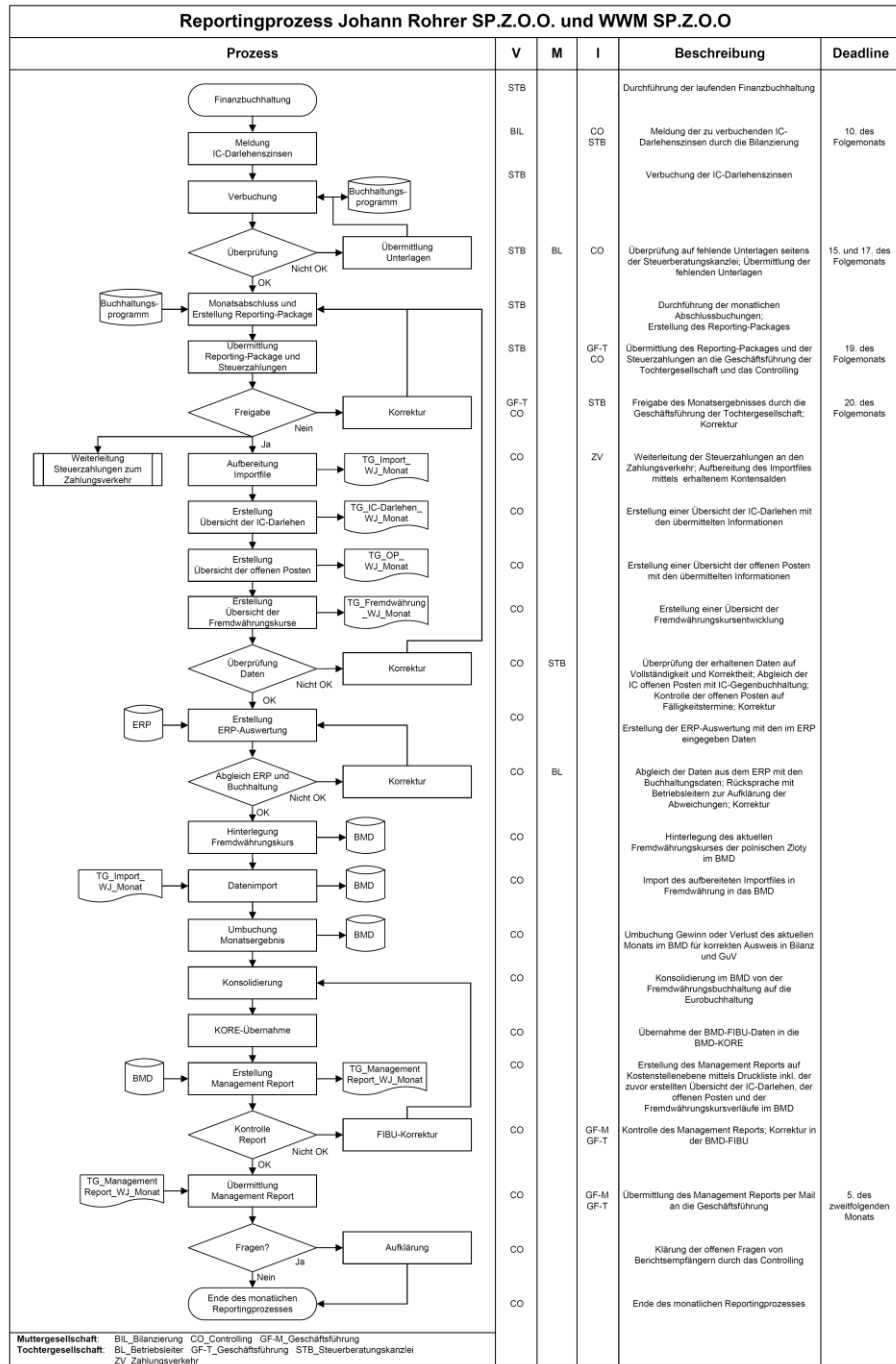 Reportingprozess Johann Rohrer SP.Z.O.O. und WWM SP.Z.O.O
Prozess V M I Beschreibung Deadline
Finanzbuchhaltung
STB
Durchführung der laufenden Finanzbuchhaltung
Meldung
IC-Darlehenszinsen
BIL
CO
STB
Meldung der zu verbuchenden IC-
Darlehenszinsen durch die Bilanzierung
10. des
Folgemonats
Verbuchung
Buchhaltungs-
programm
STB
Verbuchung der IC-Darlehenszinsen
Überprüfung
Nicht OK
OK
Übermittlung
Unterlagen
STB
BL
CO
Überprüfung auf fehlende Unterlagen seitens
der Steuerberatungskanzlei; Übermittlung der
fehlenden Unterlagen
15. und 17. des
Folgemonats
Buchhaltungs-
programm
Monatsabschluss und
Erstellung Reporting-Package
STB
Durchführung der monatlichen
Abschlussbuchungen;
Erstellung des Reporting-Packages
Übermittlung
Reporting-Package und
Steuerzahlungen
STB
GF-T
CO
Übermittlung des Reporting-Packages und der
Steuerzahlungen an die Geschäftsführung der
Tochtergesellschaft und das Controlling
19. des
Folgemonats
Freigabe
Nein
Ja
Korrektur
GF-T
CO
STB
Freigabe des Monatsergebnisses durch die
Geschäftsführung der Tochtergesellschaft;
Korrektur
20. des
Folgemonats
Weiterleitung
Steuerzahlungen zum
Zahlungsverkehr
Aufbereitung
Importfile
TG_Import_
WJ_Monat
CO
ZV
Weiterleitung der Steuerzahlungen an den
Zahlungsverkehr; Aufbereitung des Importfiles
mittels erhaltenem Kontensalden
Erstellung
Übersicht der IC-Darlehen
TG_IC-Darlehen_
WJ_Monat
CO
Erstellung einer Übersicht der IC-Darlehen mit
den übermittelten Informationen
Erstellung
Übersicht der offenen Posten
TG_OP_
WJ_Monat
CO
Erstellung einer Übersicht der offenen Posten
mit den übermittelten Informationen
Erstellung
Übersicht der
Fremdwährungskurse
TG_Fremdwährung
_WJ_Monat
CO
Erstellung einer Übersicht der
Fremdwährungskursentwicklung
Überprüfung
Daten
Nicht OK
OK
Korrektur
CO
STB
Überprüfung der erhaltenen Daten auf
Vollständigkeit und Korrektheit; Abgleich der
IC offenen Posten mit IC-Gegenbuchhaltung;
Kontrolle der offenen Posten auf
Fälligkeitstermine; Korrektur
ERP
Erstellung
ERP-Auswertung
CO
Erstellung der ERP-Auswertung mit den im ERP
eingegeben Daten
Abgleich ERP und
Buchhaltung
Nicht OK
OK
Korrektur
CO
BL
Abgleich der Daten aus dem ERP mit den
Buchhaltungsdaten; Rücksprache mit
Betriebsleitern zur Aufklärung der
Abweichungen; Korrektur
Hinterlegung
Fremdwährungskurs
BMD
CO
Hinterlegung des aktuellen
Fremdwährungskurses der polnischen Zloty
im BMD
TG_Import_
WJ_Monat
Datenimport
BMD
CO
Import des aufbereiteten Importfiles in
Fremdwährung in das BMD
Umbuchung
Monatsergebnis
BMD
CO
Umbuchung Gewinn oder Verlust des aktuellen
Monats im BMD für korrekten Ausweis in Bilanz
und GuV
Konsolidierung
CO
Konsolidierung im BMD von der
Fremdwährungsbuchhaltung auf die
Eurobuchhaltung
KORE-Übernahme
CO
Übernahme der BMD-FIBU-Daten in die
BMD-KORE
BMD
Erstellung
Management Report
TG_Management
Report_WJ_Monat
CO
Erstellung des Management Reports auf
Kostenstellenebene mittels Druckliste inkl. der
zuvor erstellten Übersicht der IC-Darlehen, der
offenen Posten und der
Fremdwährungskursverläufe im BMD
Kontrolle
Report
Nicht OK
OK
FIBU-Korrektur
CO
GF-M
GF-T
Kontrolle des Management Reports; Korrektur in
der BMD-FIBU
TG_Management
Report_WJ_Monat
Übermittlung
Management Report
CO
GF-M
GF-T
Übermittlung des Management Reports per Mail
an die Geschäftsführung
5. des
zweitfolgenden
Monats
Fragen?
Ja
Nein
Aufklärung
CO
Klärung der offenen Fragen von
Berichtsempfängern durch das Controlling
Ende des monatlichen
Reportingprozesses
CO
Ende des monatlichen Reportingprozesses
Muttergesellschaft: BIL_Bilanzierung CO_Controlling GF-M_Geschäftsführung
Tochtergesellschaft: BL_Betriebsleiter GF-T_Geschäftsführung STB_Steuerberatungskanzlei
ZV_Zahlungsverkehr